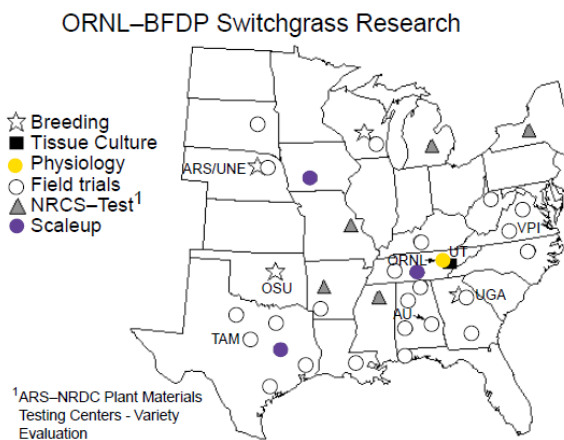 ORNL–BFDP Switchgrass Research
Breeding
Tissue Culture
Physiology
Field trials
NRCS–Test1
Scaleup
ARS/UNE
VPI
UT
ORNL
OSU
UGA
AU
TAM
1ARS–NRDC Plant Materials
Testing Centers - Variety
Evaluation